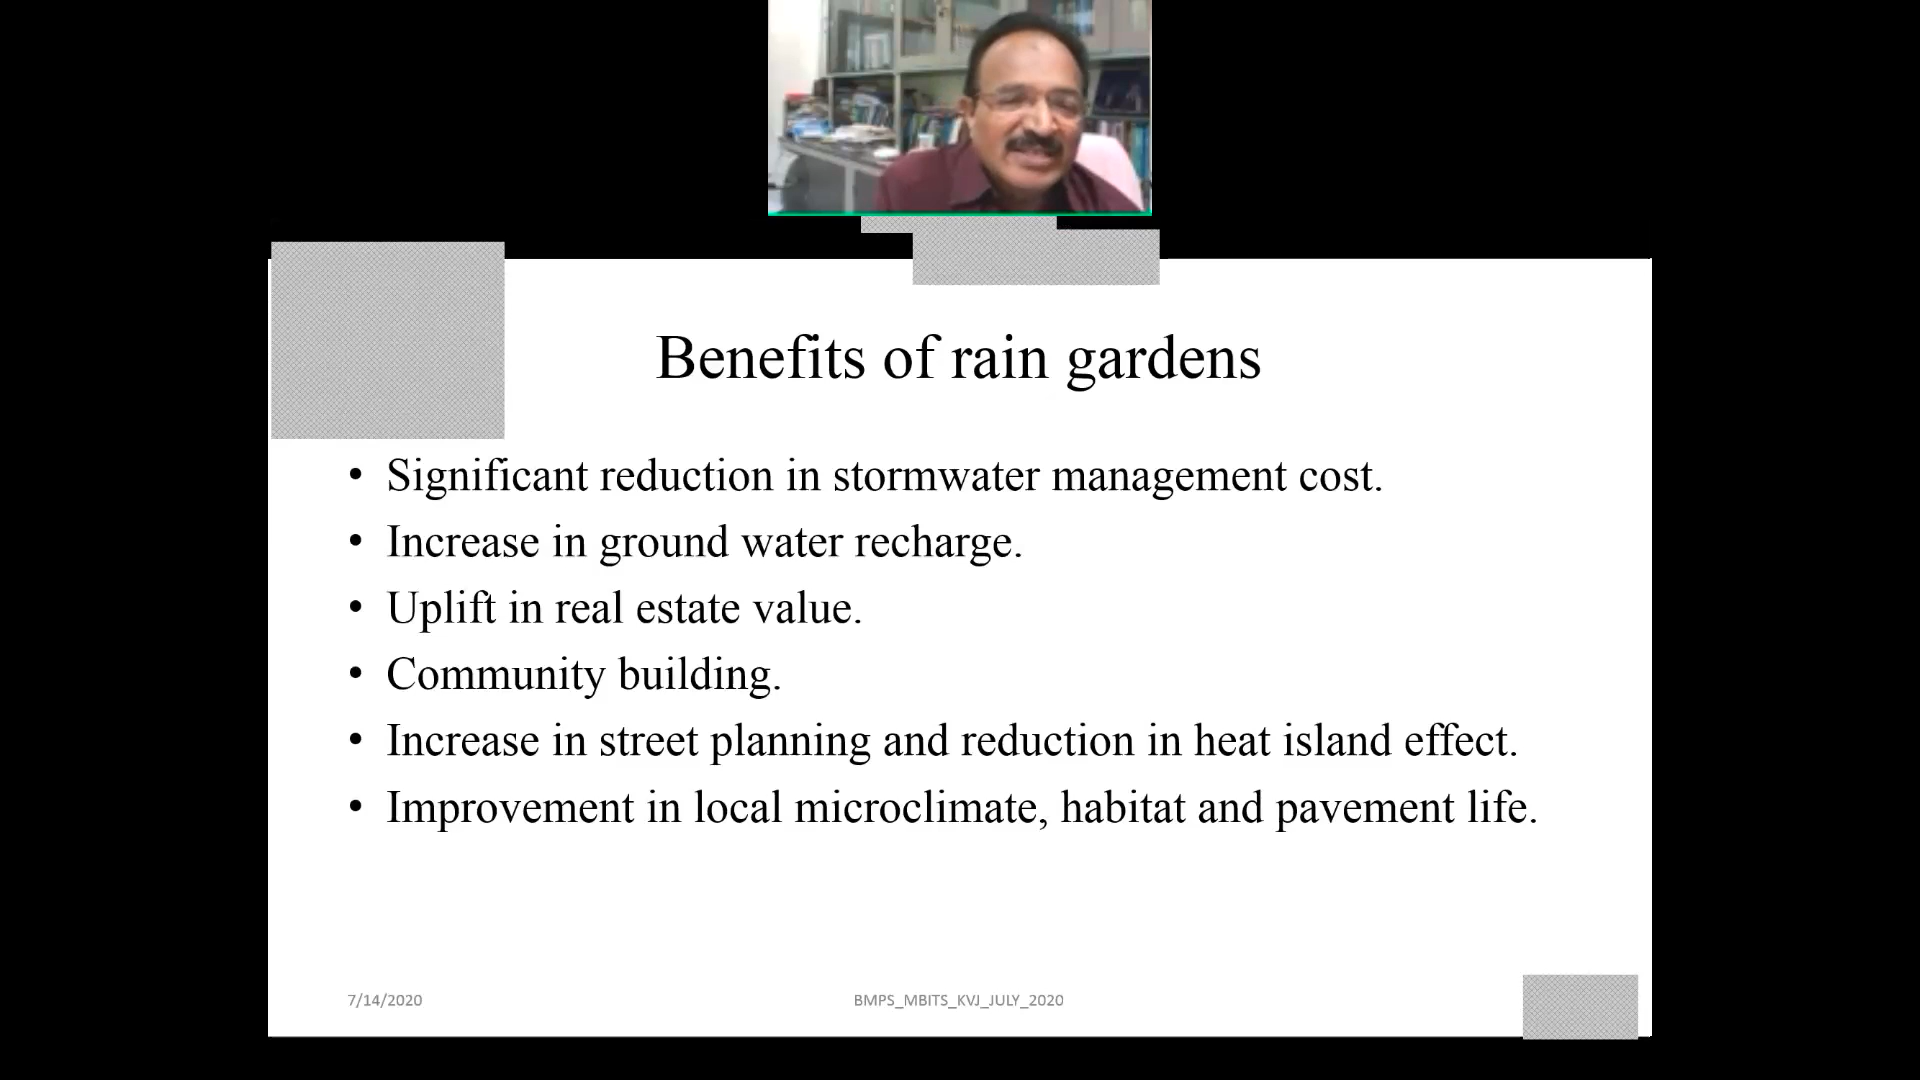 Benefits of rain gardens
• Significant reduction in stormwater management cost.
• Increase in ground water recharge.
• Uplift in real estate value.
• Community building.
• Increase in street planning and reduction in heat island effect.
• Improvement in local microclimate, habitat and pavement life.
7/14/2020
BMPS_MBITS_KVJ_JULY_2020